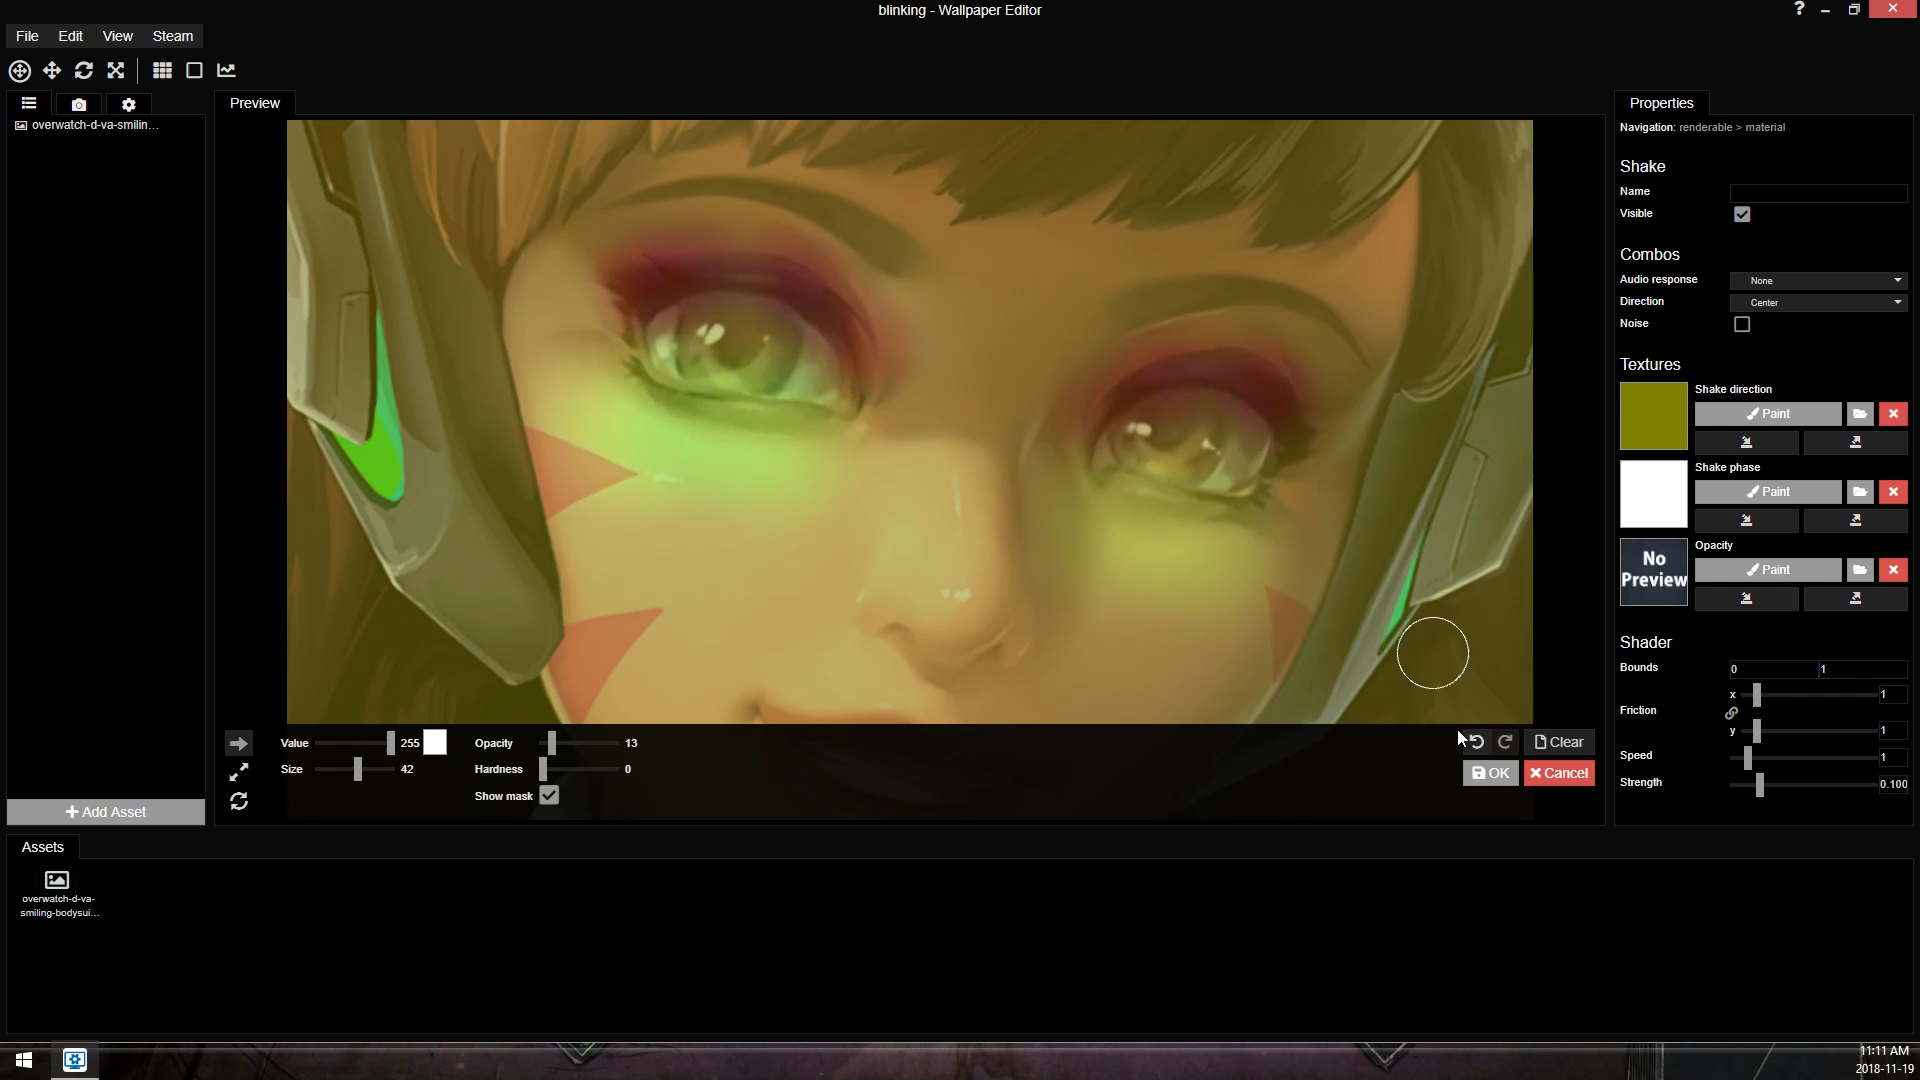 blinking - Wallpaper Editor
?
File Edit View Steam
Preview
Properties
overwatch-d-va-smilin...
Navigation: renderable > material
Shake
Name
Visible
Combos
Audio response None
Direction Center
Noise
Textures
Shake direction
Paint
Shake phase
Paint
No Preview
Opacity
Paint
Shader
Bounds 0 1
x 1
Friction
y 1
Speed 1
Strength 0.100
Value 255
Opacity 13
Clear
Size 42
Hardness 0
OK
Cancel
Show mask
Add Asset
Assets
overwatch-d-va-
smiling-bodysui...
11:11 AM
2018-11-19